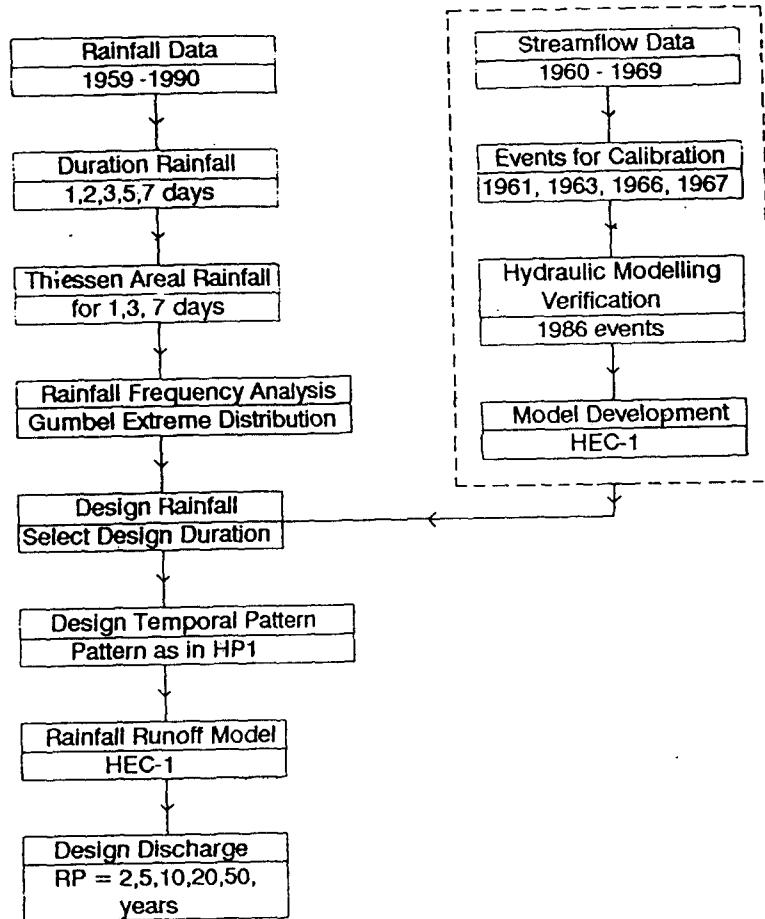 Rainfall Data
1959 -1990
Duration Rainfall
1,2,3,5,7 days
Thiessen Areal Rainfall
for 1,3, 7 days
Rainfall Frequency Analysis
Gumbel Extreme Distribution
Design Rainfall
Select Design Duration
Design Temporal Pattern
Pattern as in HP1
Rainfall Runoff Model
HEC-1
Design Discharge
RP = 2,5,10,20,50,
years
Streamflow Data
1960 - 1969
Events for Calibration
1961, 1963, 1966, 1967
Hydraulic Modelling
Verification
1986 events
Model Development
HEC-1